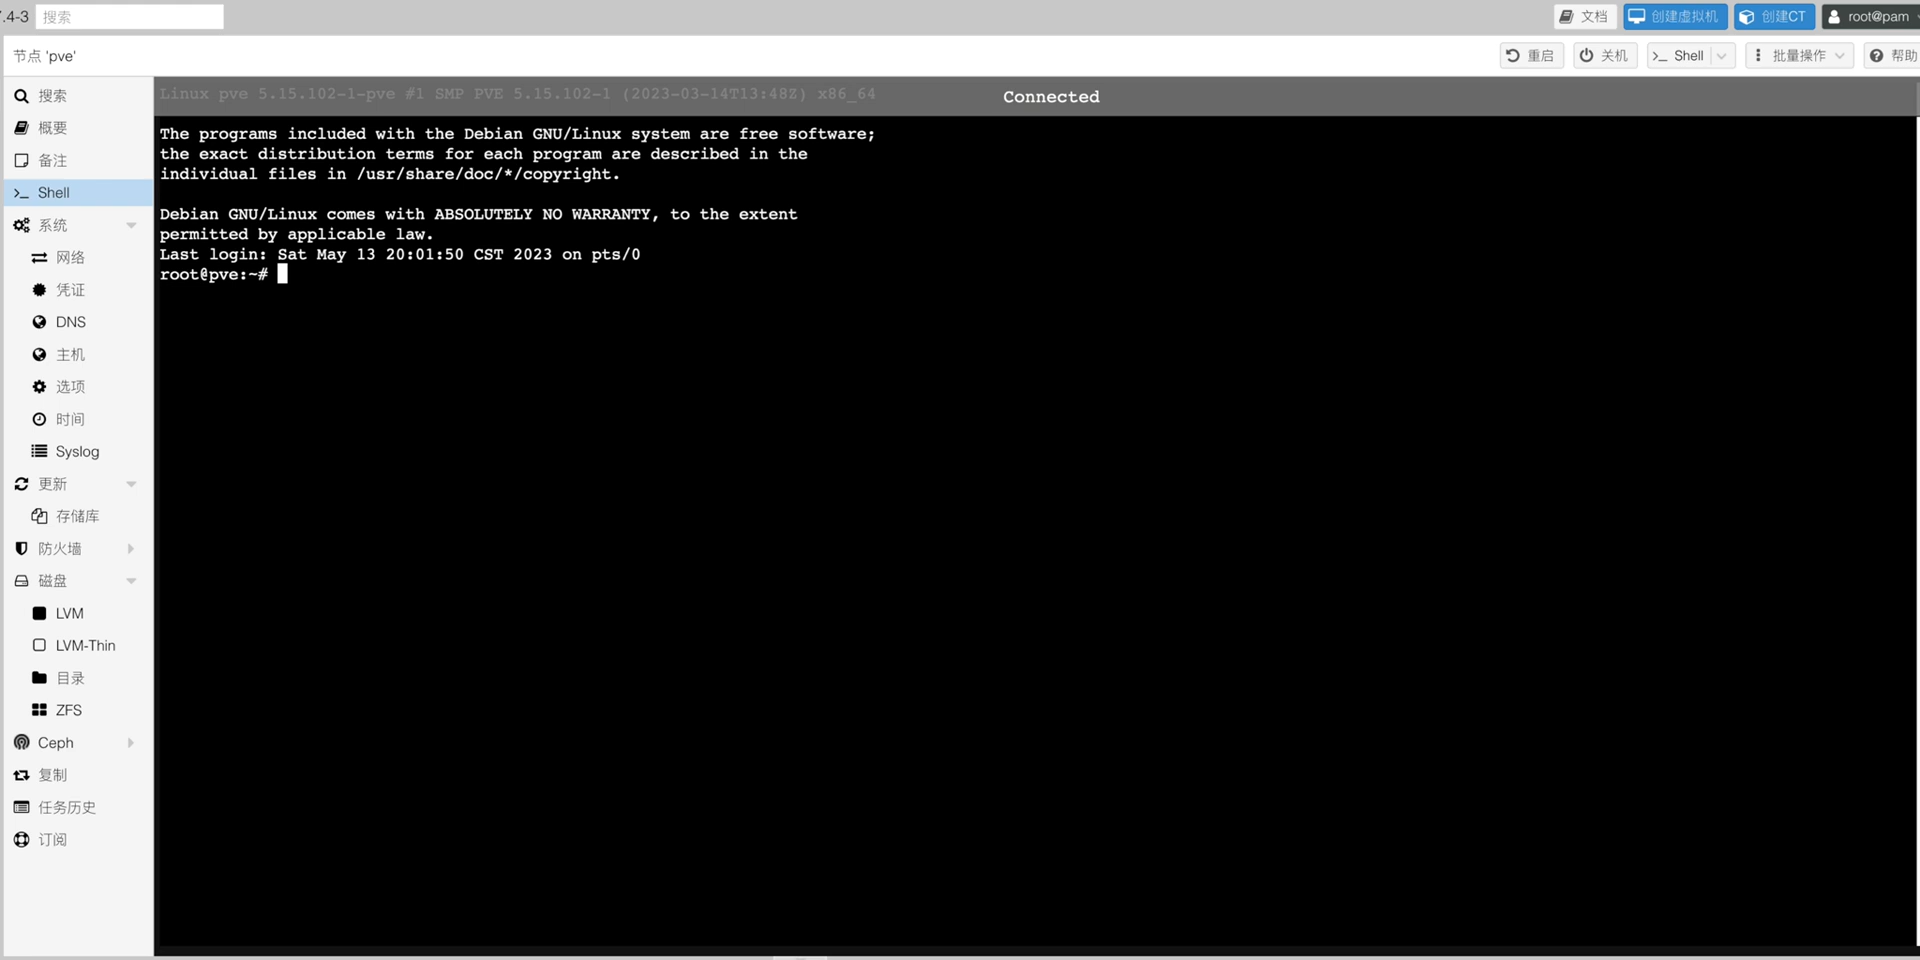 7.4-3
搜索
文档
创建虚拟机
创建CT
root@pam
节点 'pve'
重启
关机
Shell
批量操作
帮助
搜索
概要
备注
Shell
系统
网络
凭证
DNS
主机
选项
时间
Syslog
更新
存储库
防火墙
磁盘
LVM
LVM-Thin
目录
ZFS
Ceph
复制
任务历史
订阅
Linux pve 5.15.102-1-pve #1 SMP PVE 5.15.102-1 (2023-03-14T13:48Z) x86_64
Connected
The programs included with the Debian GNU/Linux system are free software;
the exact distribution terms for each program are described in the
individual files in /usr/share/doc/*/copyright.
Debian GNU/Linux comes with ABSOLUTELY NO WARRANTY, to the extent
permitted by applicable law.
Last login: Sat May 13 20:01:50 CST 2023 on pts/0
root@pve:~#